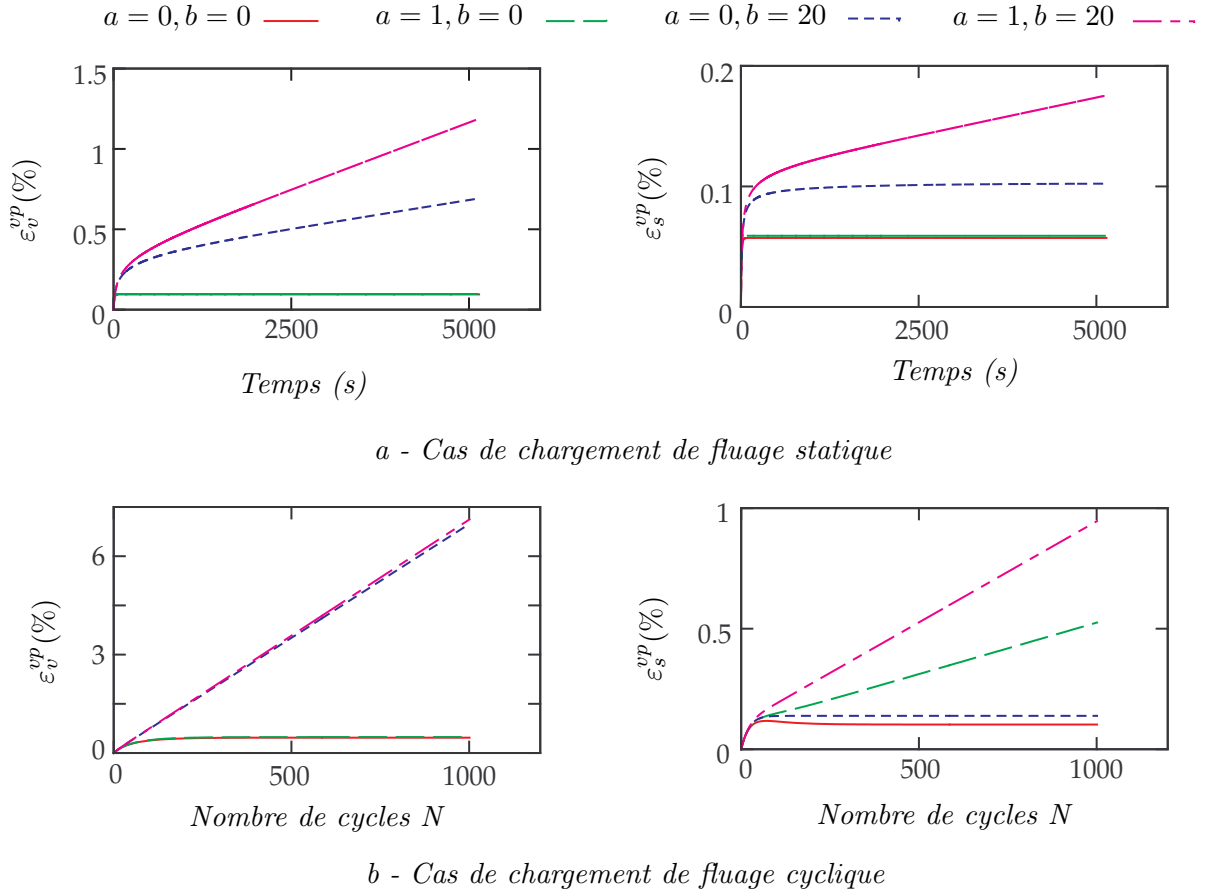 a = 0, b = 0
a = 1, b = 0
a = 0, b = 20
a = 1, b = 20
1.5
1
0.5
0
ε_v^{vp}(%)
0
2500
5000
Temps (s)
0.2
0.1
0
ε_s^{vp}(%)
0
2500
5000
Temps (s)
a - Cas de chargement de fluage statique
6
3
0
ε_v^{vp}(%)
0
500
1000
Nombre de cycles N
1
0.5
0
ε_s^{vp}(%)
0
500
1000
Nombre de cycles N
b - Cas de chargement de fluage cyclique